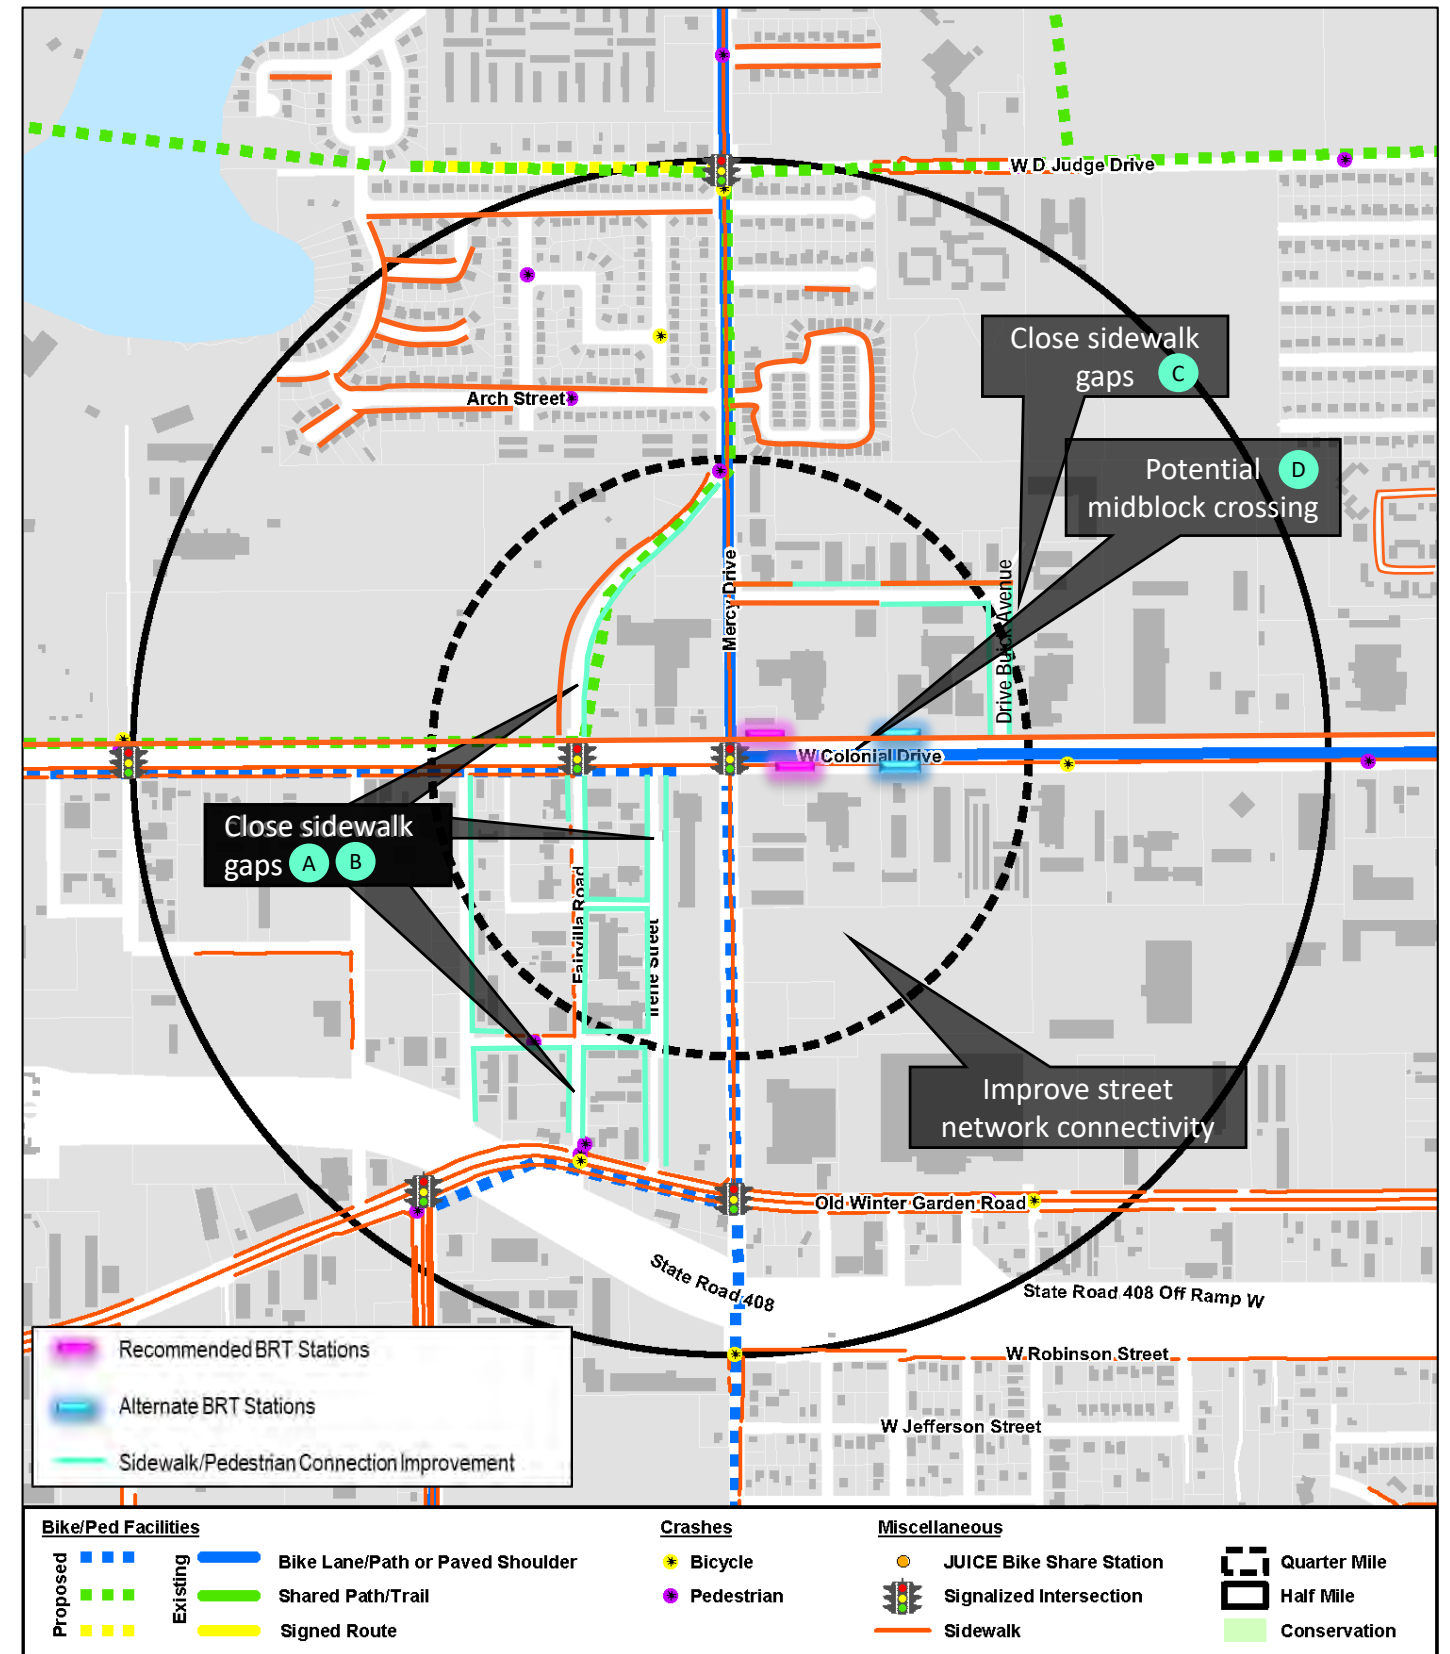 W D Judge Drive
Close sidewalk
gaps C
Arch Street
Potential D
midblock crossing
Mercy Drive
Drive Buick Avenue
W Colonial Drive
Close sidewalk
gaps A B
Fairvilla Road
Irene Street
Improve street
network connectivity
Old Winter Garden Road
State Road 408
State Road 408 Off Ramp W
W Robinson Street
W Jefferson Street
Recommended BRT Stations
Alternate BRT Stations
Sidewalk/Pedestrian Connection Improvement
Bike/Ped Facilities
Proposed
Existing
Bike Lane/Path or Paved Shoulder
Shared Path/Trail
Signed Route
Crashes
Bicycle
Pedestrian
Miscellaneous
JUICE Bike Share Station
Signalized Intersection
Sidewalk
Quarter Mile
Half Mile
Conservation